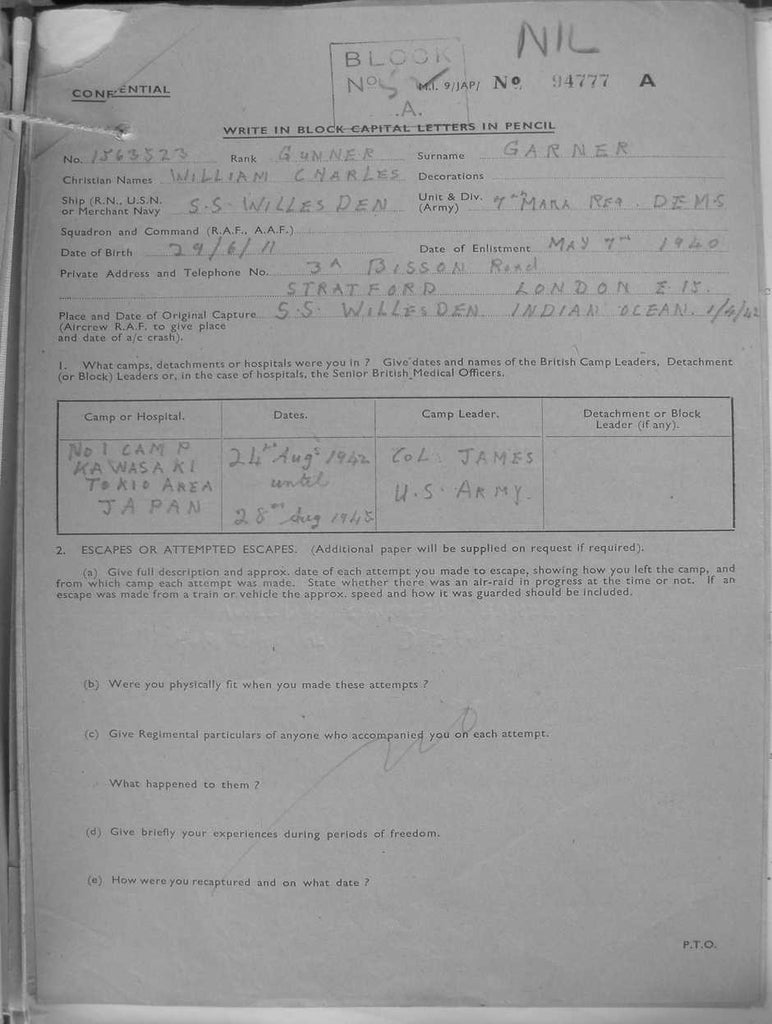 NIL
BLOCK
No 5
A.
CONFIDENTIAL
M.I. 9/JAP/ No. 94777 A
WRITE IN BLOCK CAPITAL LETTERS IN PENCIL
No. 1563523 Rank GUNNER Surname GARNER
Christian Names WILLIAM CHARLES Decorations
Ship (R.N., U.S.N. or Merchant Navy S.S. WILLESDEN Unit & Div. (Army) 7TH MARA REG. DEMS
Squadron and Command (R.A.F., A.A.F.)
Date of Birth 29/6/11 Date of Enlistment MAY 7TH 1940
Private Address and Telephone No. 3A BISSON Road
STRATFORD LONDON E.15.
Place and Date of Original Capture S.S. WILLESDEN. INDIAN OCEAN. 1/4/42
(Aircrew R.A.F. to give place
and date of a/c crash).
1. What camps, detachments or hospitals were you in ? Give dates and names of the British Camp Leaders, Detachment
(or Block) Leaders or, in the case of hospitals, the Senior British Medical Officers.
Camp or Hospital. Dates. Camp Leader. Detachment or Block Leader (if any).
No 1 CAMP
KAWASAKI
TOKIO AREA
JAPAN
24th Aug 1942
until
28th Aug 1945
COL. JAMES
U.S. ARMY.
2. ESCAPES OR ATTEMPTED ESCAPES. (Additional paper will be supplied on request if required).
(a) Give full description and approx. date of each attempt you made to escape, showing how you left the camp, and
from which camp each attempt was made. State whether there was an air-raid in progress at the time or not. If an
escape was made from a train or vehicle the approx. speed and how it was guarded should be included.
(b) Were you physically fit when you made these attempts ?
(c) Give Regimental particulars of anyone who accompanied you on each attempt.
What happened to them ?
(d) Give briefly your experiences during periods of freedom.
(e) How were you recaptured and on what date ?
P.T.O.